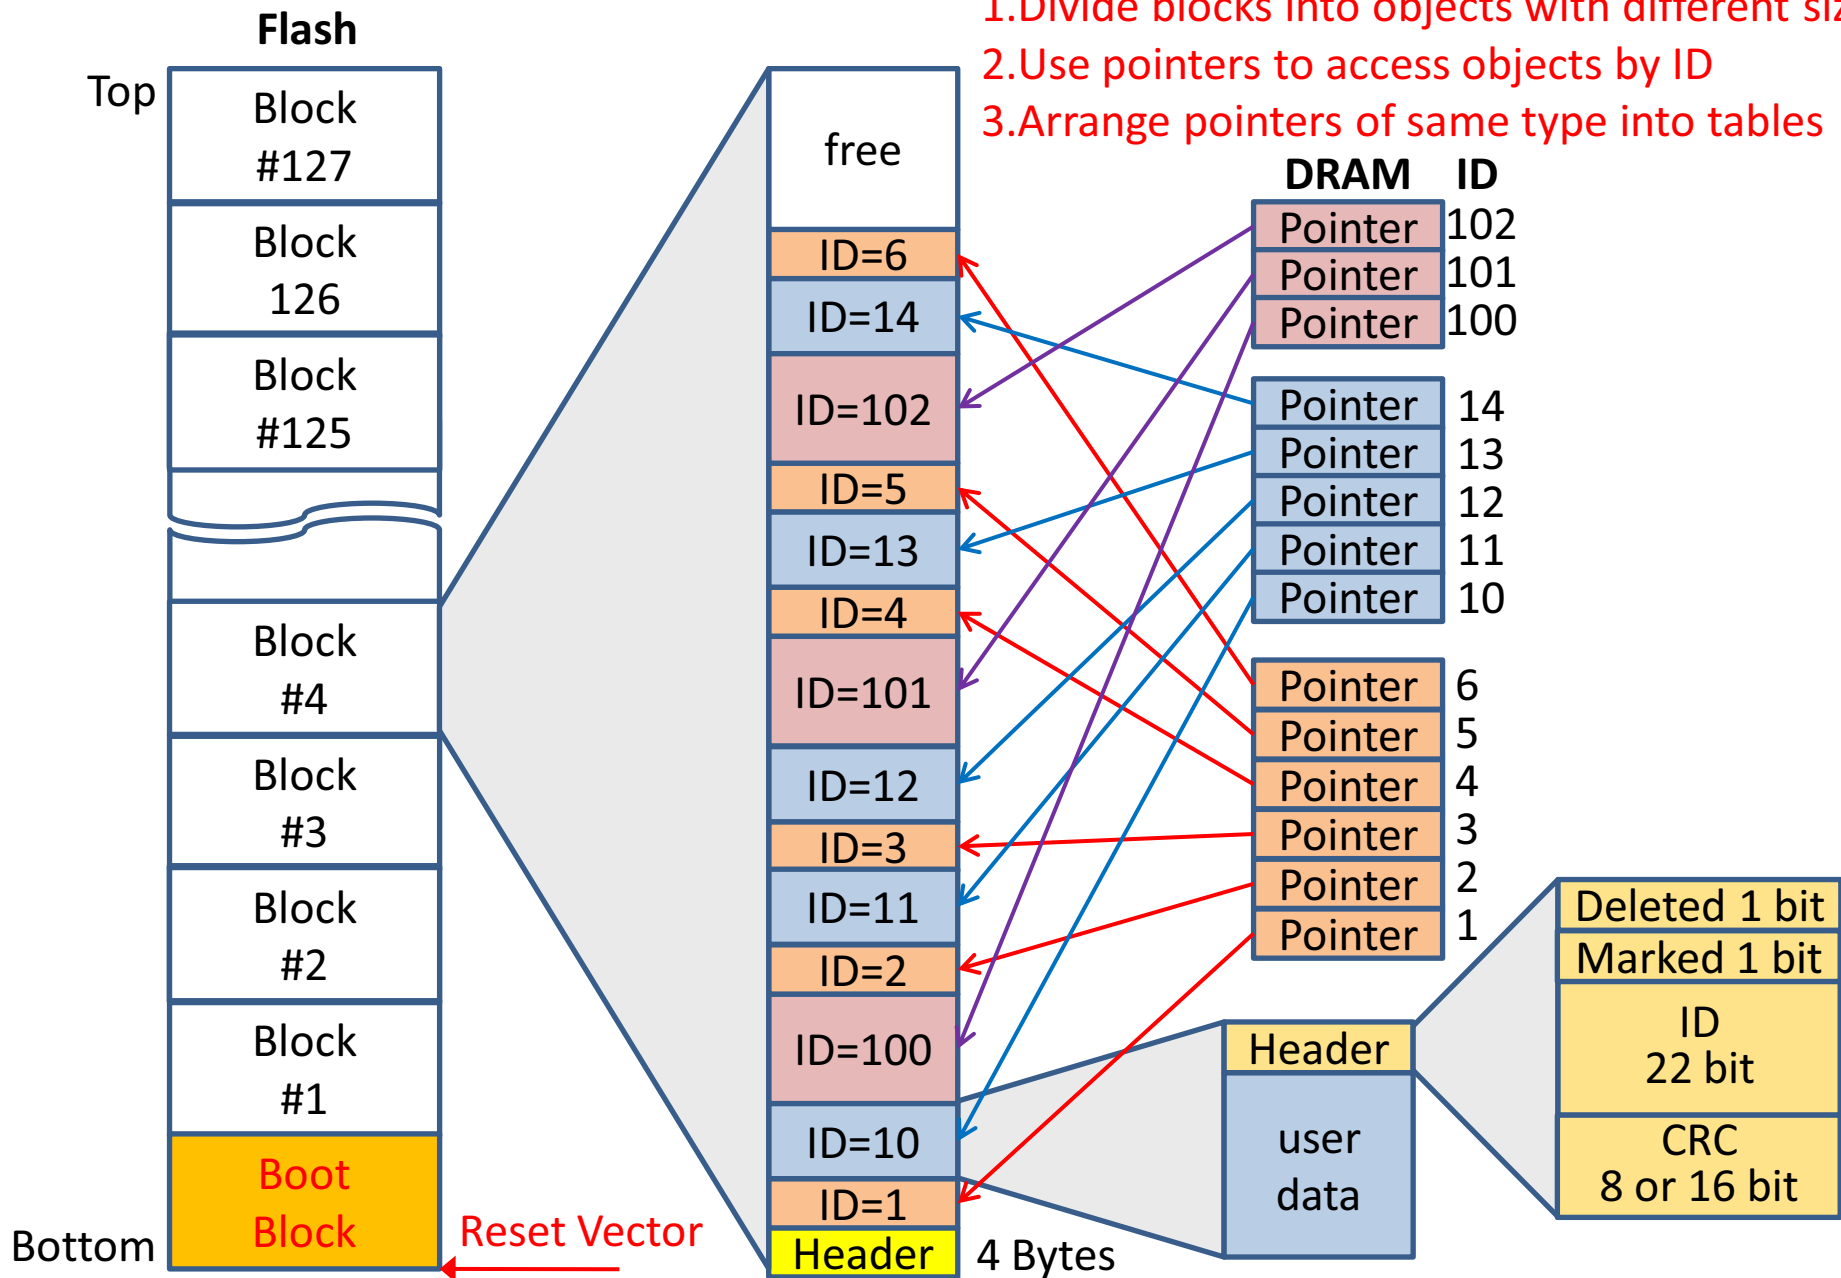 1.Divide blocks into objects with different
2.Use pointers to access objects by ID
3.Arrange pointers of same type into tables
Flash
Top
Block
#127
Block
126
Block
#125
Block
#4
Block
#3
Block
#2
Block
#1
Boot
Block
Bottom
Reset Vector
free
ID=6
ID=14
ID=102
ID=5
ID=13
ID=4
ID=101
ID=12
ID=3
ID=11
ID=2
ID=100
ID=10
ID=1
Header
4 Bytes
DRAM ID
Pointer 102
Pointer 101
Pointer 100
Pointer 14
Pointer 13
Pointer 12
Pointer 11
Pointer 10
Pointer 6
Pointer 5
Pointer 4
Pointer 3
Pointer 2
Pointer 1
Header
user
data
Deleted 1 bit
Marked 1 bit
ID
22 bit
CRC
8 or 16 bit